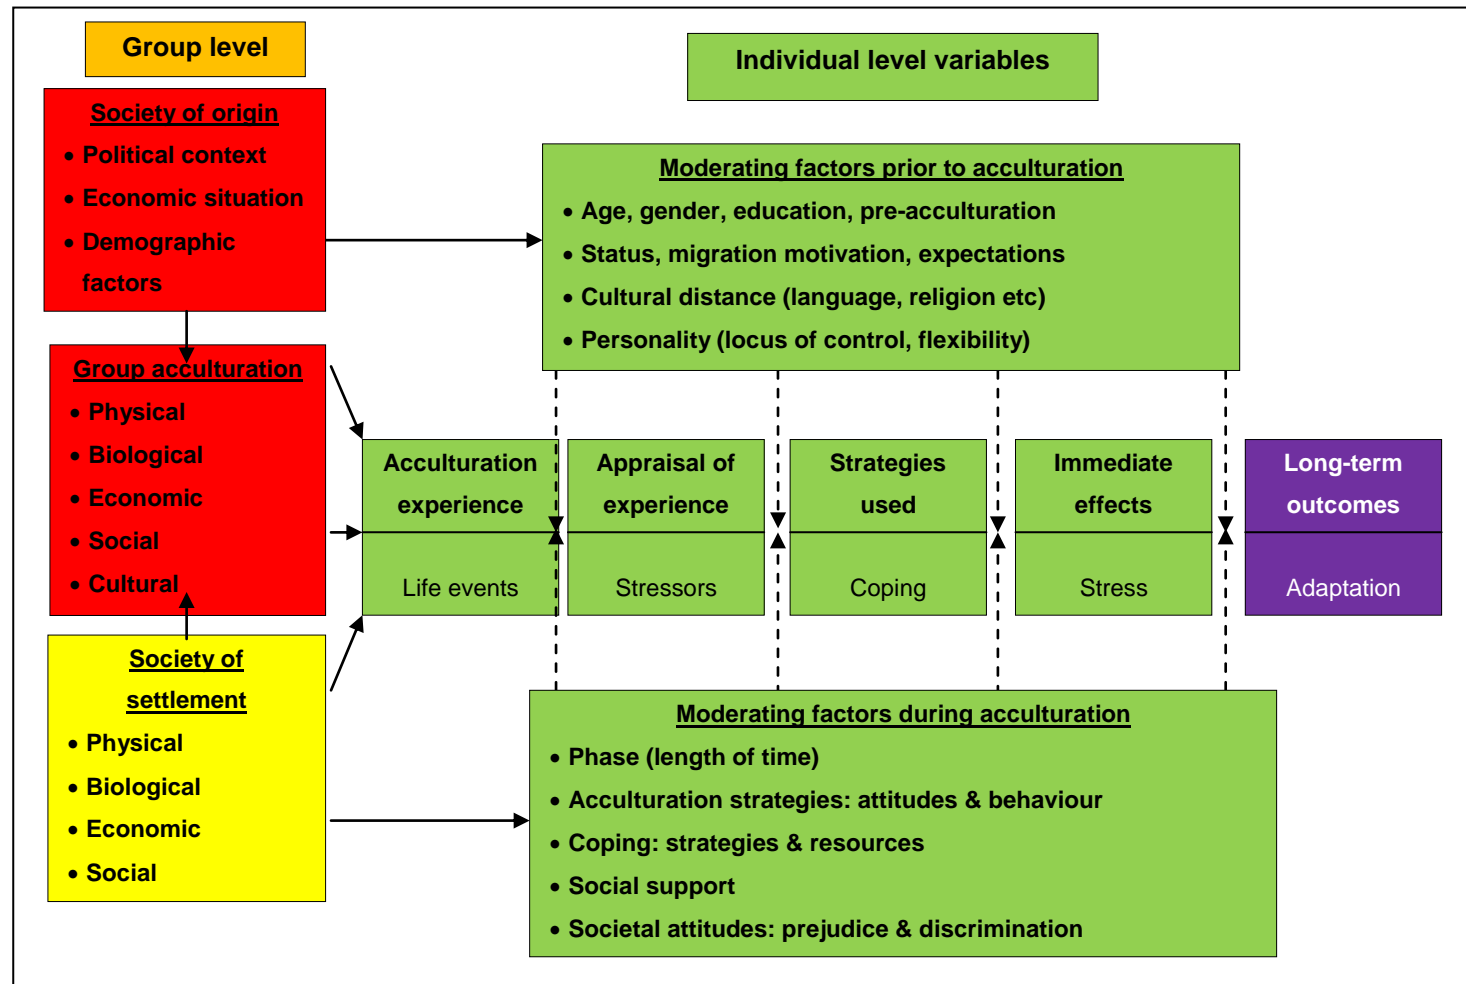 Group level
Individual level variables
Society of origin
• Political context
• Economic situation
• Demographic
factors
Moderating factors prior to acculturation
• Age, gender, education, pre-acculturation
• Status, migration motivation, expectations
• Cultural distance (language, religion etc)
• Personality (locus of control, flexibility)
Group acculturation
• Physical
• Biological
• Economic
• Social
• Cultural
Acculturation
experience
Life events
Appraisal of
experience
Stressors
Strategies
used
Coping
Immediate
effects
Stress
Long-term
outcomes
Adaptation
Society of
settlement
• Physical
• Biological
• Economic
• Social
Moderating factors during acculturation
• Phase (length of time)
• Acculturation strategies: attitudes & behaviour
• Coping: strategies & resources
• Social support
• Societal attitudes: prejudice & discrimination